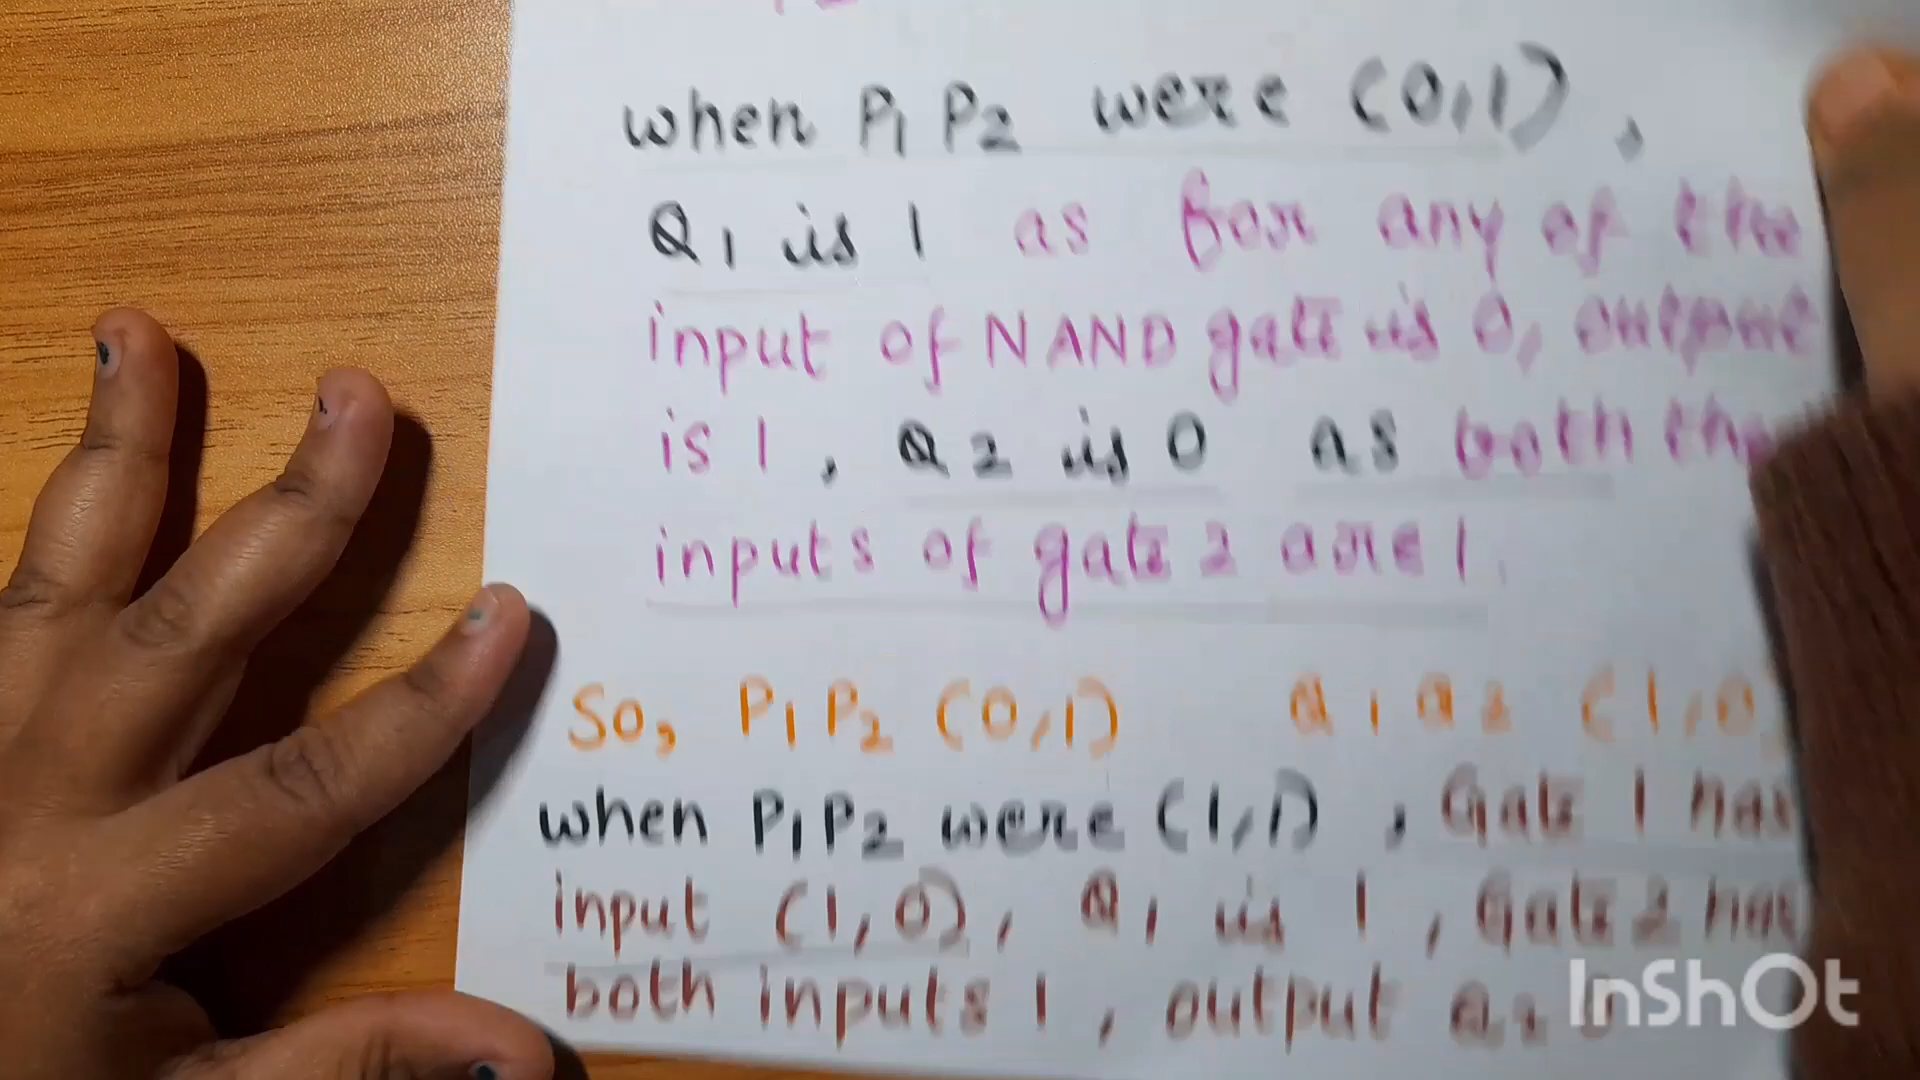 when P1 P2 were (0,1),
Q1 is 1 as for any of the
input of NAND gate is 0, output
is 1, Q2 is 0 as both the
inputs of gate 2 are 1.
So, P1 P2 (0,1) Q1 Q2 (1,0
when P1P2 were (1,1), Gate 1 has
input (1,0), Q1 is 1, Gate 2 has
both inputs 1, output Q2
InShOt